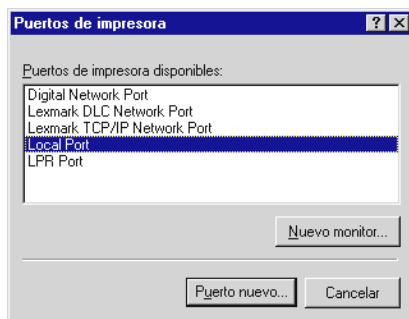 Puertos de impresora
Puertos de impresora disponibles:
Digital Network Port
Lexmark DLC Network Port
Lexmark TCP/IP Network Port
Local Port
LPR Port
Nuevo monitor...
Puerto nuevo...
Cancelar